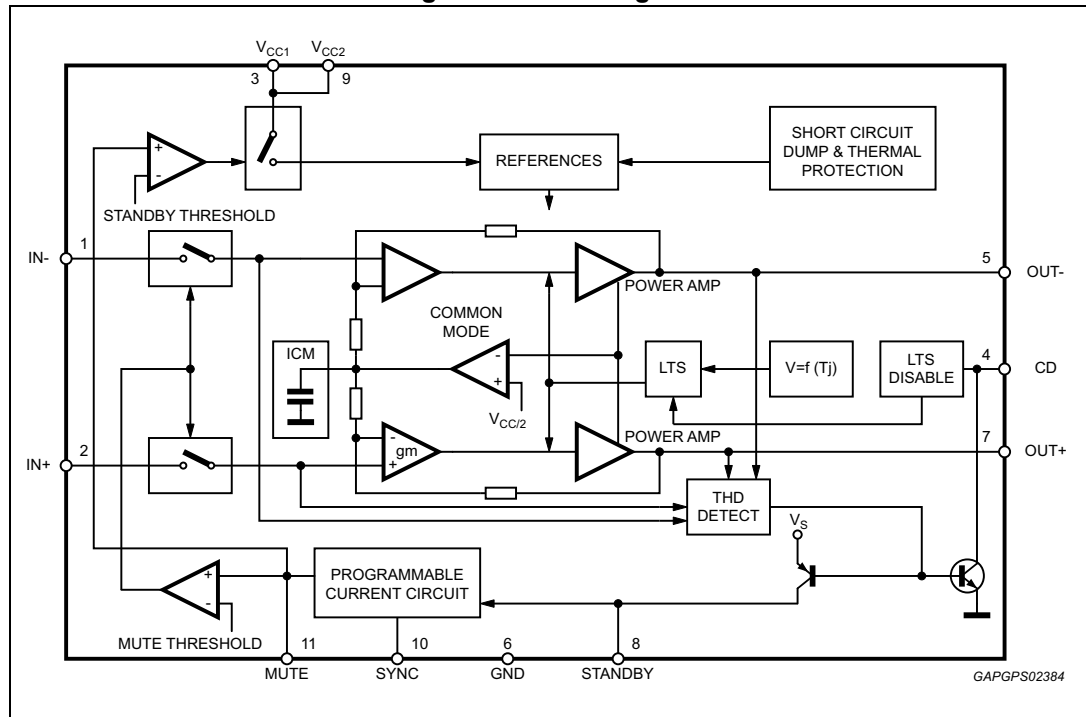 VCC1 VCC2
3 9
SHORT CIRCUIT
DUMP & THERMAL
PROTECTION
REFERENCES
+
-
STANDBY THRESHOLD
IN- 1
5 OUT-
POWER AMP
COMMON
MODE
ICM
-
+
VCC/2
LTS
V=f (Tj)
LTS
DISABLE
4
CD
POWER AMP
7
OUT+
IN+ 2
-
gm
+
THD
DETECT
VS
PROGRAMMABLE
CURRENT CIRCUIT
+
-
MUTE THRESHOLD
11 10 6 8
MUTE SYNC GND STANDBY
GAPGPS02384